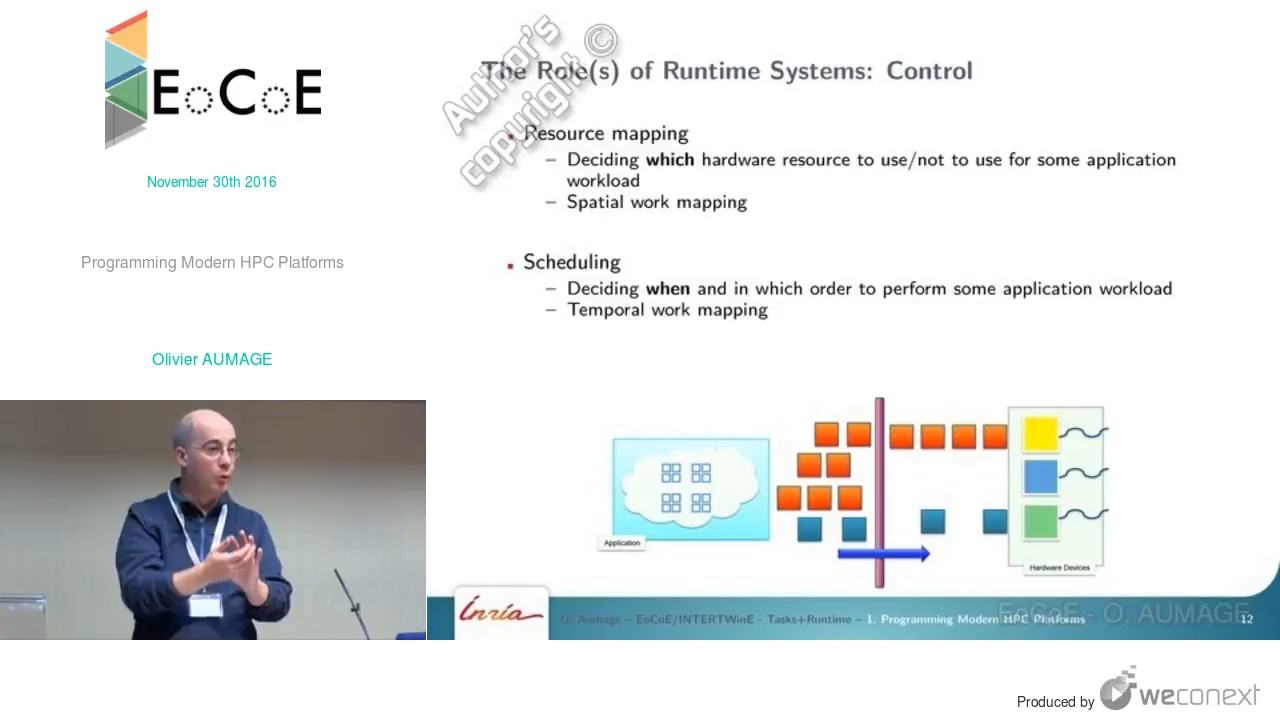 EoCoE
November 30th 2016
Programming Modern HPC Platforms
Olivier AUMAGE
Author's
copyright ©
The Role(s) of Runtime Systems: Control
Resource mapping
– Deciding which hardware resource to use/not to use for some application
workload
– Spatial work mapping
Scheduling
– Deciding when and in which order to perform some application workload
– Temporal work mapping
Application
Hardware Devices
Inria
O. Aumage – EoCoE/INTERTWinE - Tasks+Runtime – 1. Programming Modern HPC Platforms
EoCoE - O. AUMAGE
12
Produced by weconext